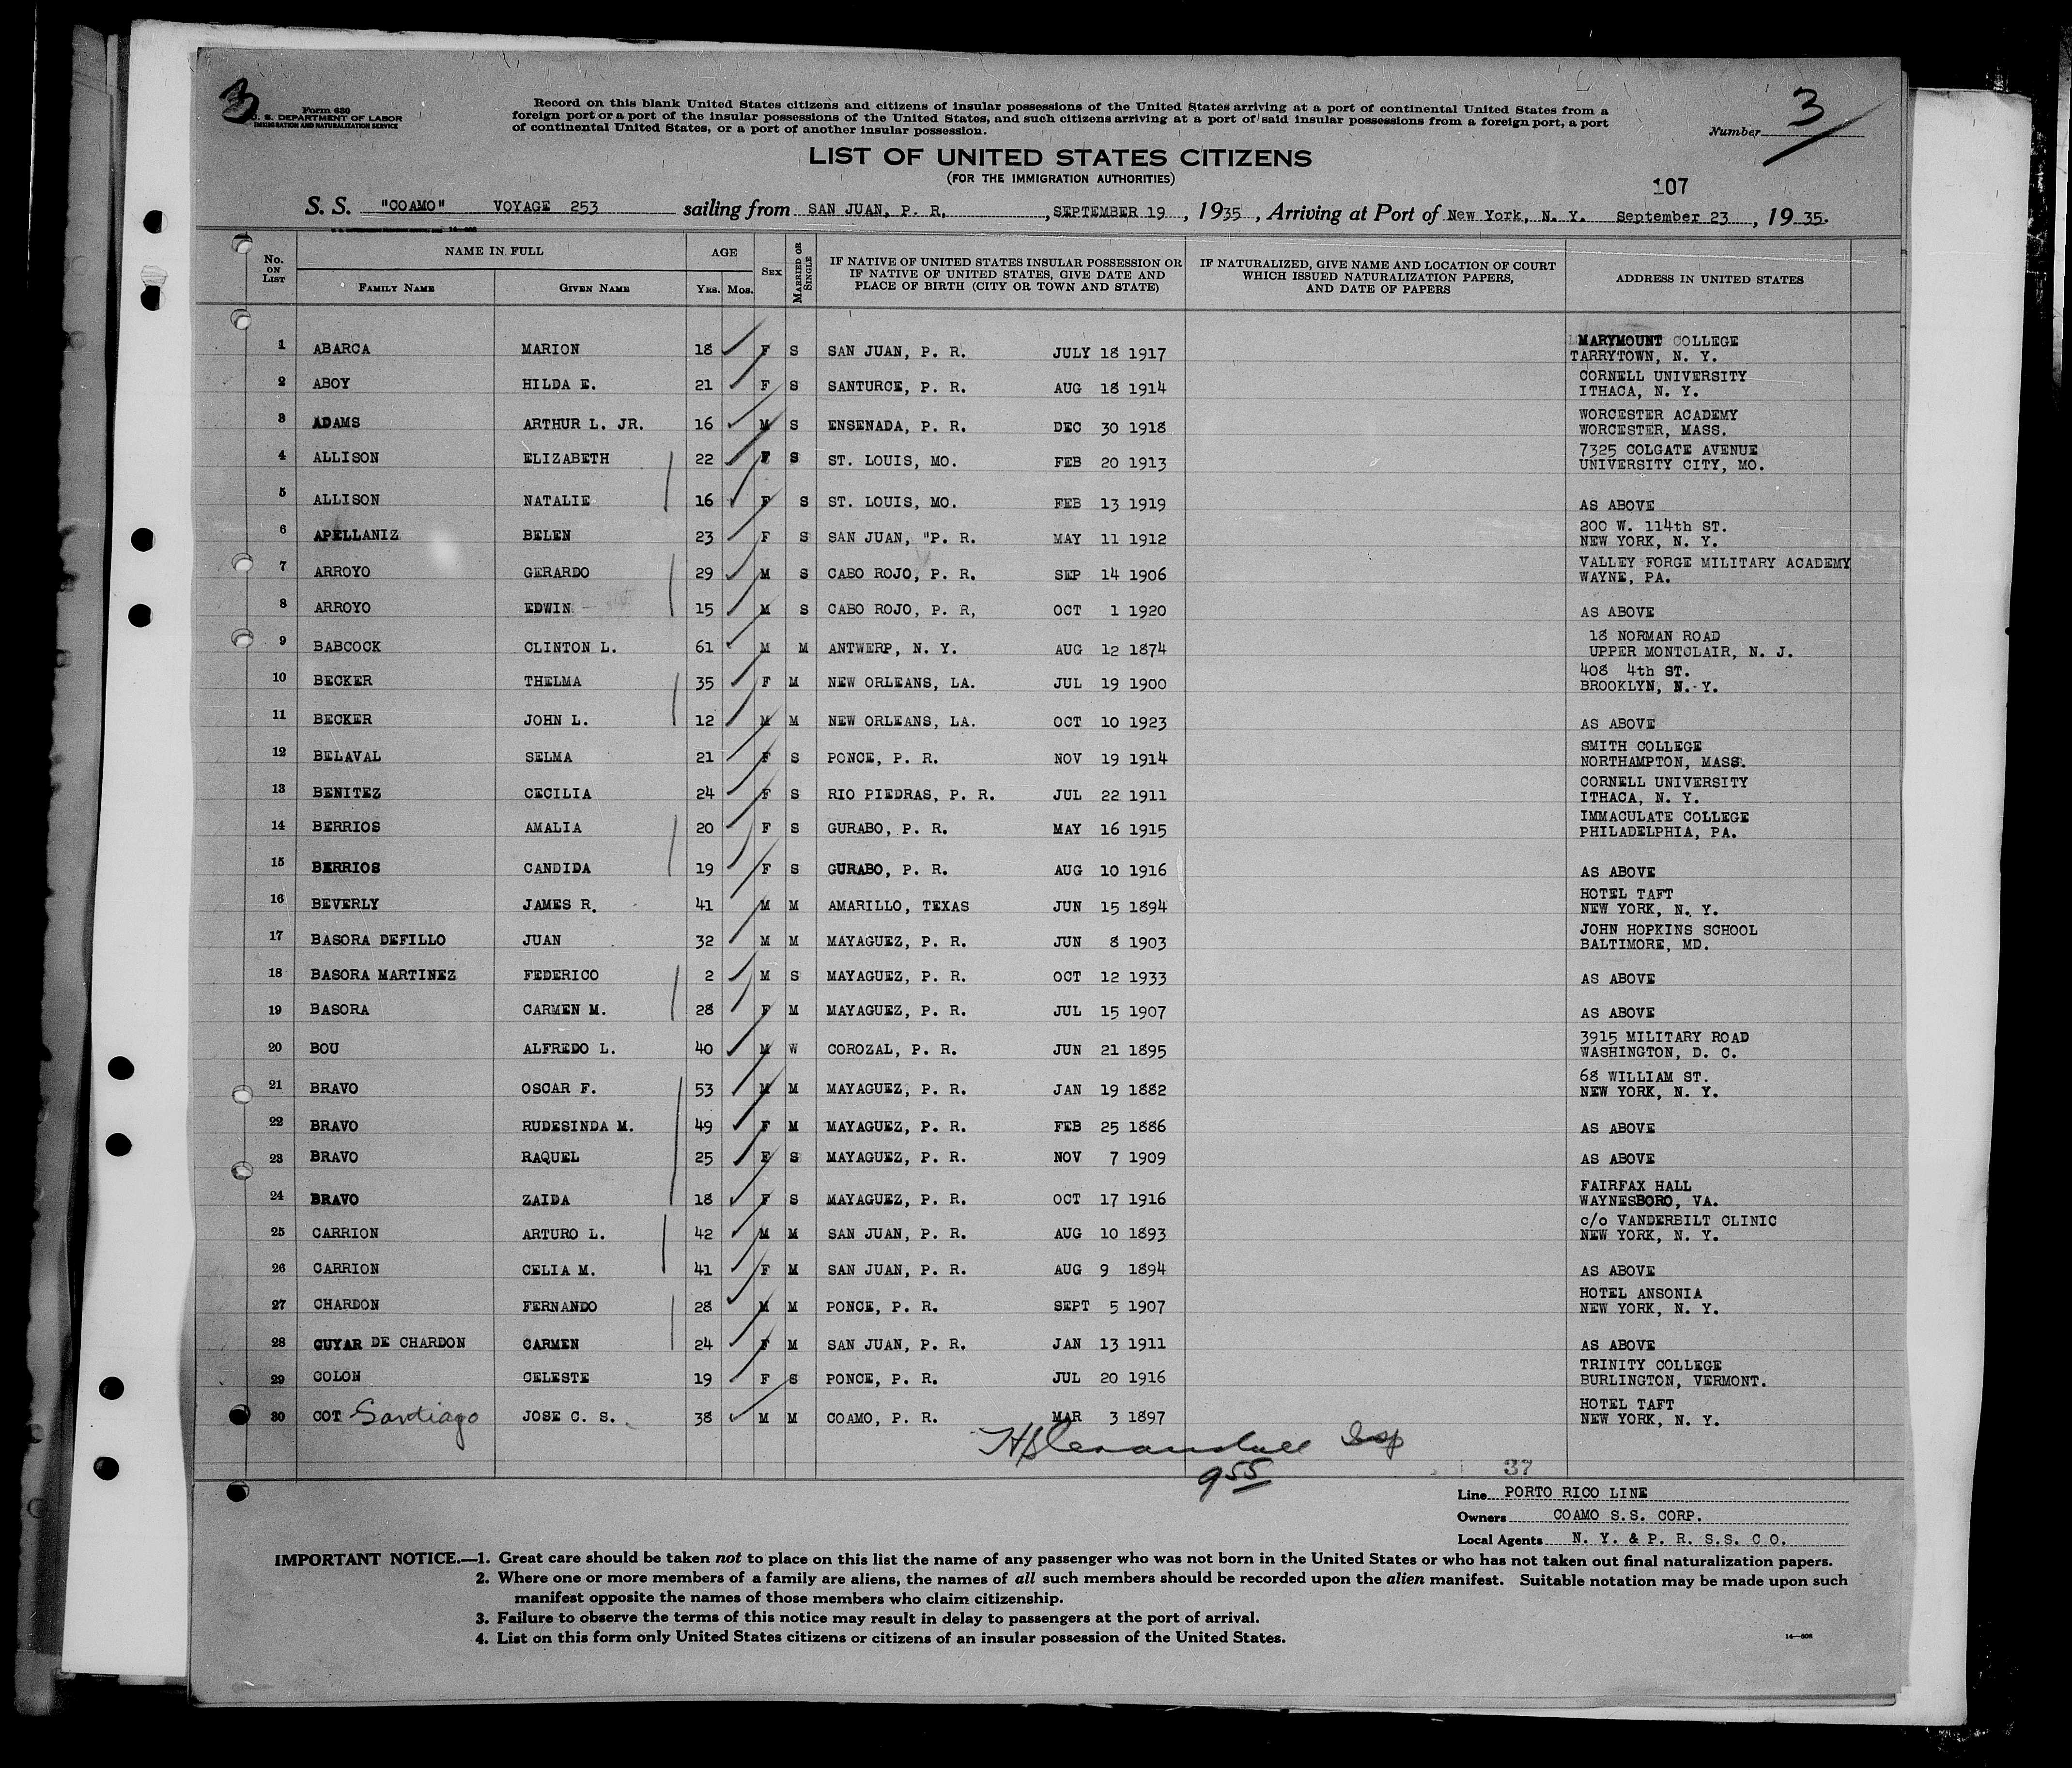 3
Form 630
U. S. DEPARTMENT OF LABOR
IMMIGRATION AND NATURALIZATION SERVICE
Record on this blank United States citizens and citizens of insular possessions of the United States arriving at a port of continental United States from a
foreign port or a port of the insular possessions of the United States, and such citizens arriving at a port of said insular possessions from a foreign port, a port
of continental United States, or a port of another insular possession.
Number 3
LIST OF UNITED STATES CITIZENS
(FOR THE IMMIGRATION AUTHORITIES)
107
S. S. "COAMO" VOYAGE 253 sailing from SAN JUAN, P. R. , SEPTEMBER 19 , 1935 , Arriving at Port of New York, N. Y. September 23 , 19 35.
No. ON LIST NAME IN FULL AGE SEX MARRIED OR SINGLE IF NATIVE OF UNITED STATES INSULAR POSSESSION OR IF NATIVE OF UNITED STATES, GIVE DATE AND PLACE OF BIRTH (CITY OR TOWN AND STATE) IF NATURALIZED, GIVE NAME AND LOCATION OF COURT WHICH ISSUED NATURALIZATION PAPERS, AND DATE OF PAPERS ADDRESS IN UNITED STATES
FAMILY NAME GIVEN NAME YRS. MOS.
1 ABARCA MARION 18 F S SAN JUAN, P. R. JULY 18 1917 MARYMOUNT COLLEGE TARRYTOWN, N. Y.
2 ABOY HILDA E. 21 F S SANTURCE, P. R. AUG 18 1914 CORNELL UNIVERSITY ITHACA, N. Y.
3 ADAMS ARTHUR L. JR. 16 M S ENSENADA, P. R. DEC 30 1918 WORCESTER ACADEMY WORCESTER, MASS.
4 ALLISON ELIZABETH 22 F S ST. LOUIS, MO. FEB 20 1913 7325 COLGATE AVENUE UNIVERSITY CITY, MO.
5 ALLISON NATALIE 16 F S ST. LOUIS, MO. FEB 13 1919 AS ABOVE
6 APELLANIZ BELEN 23 F S SAN JUAN, "P. R. MAY 11 1912 200 W. 114th ST. NEW YORK, N. Y.
7 ARROYO GERARDO 29 M S CABO ROJO, P. R. SEP 14 1906 VALLEY FORGE MILITARY ACADEMY WAYNE, PA.
8 ARROYO EDWIN 15 M S CABO ROJO, P. R, OCT 1 1920 AS ABOVE
9 BABCOCK CLINTON L. 61 M M ANTWERP, N. Y. AUG 12 1874 18 NORMAN ROAD UPPER MONTCLAIR, N. J.
10 BECKER THELMA 35 F M NEW ORLEANS, LA. JUL 19 1900 408 4th ST. BROOKLYN, N. Y.
11 BECKER JOHN L. 12 M M NEW ORLEANS, LA. OCT 10 1923 AS ABOVE
12 BELAVAL SELMA 21 F S PONCE, P. R. NOV 19 1914 SMITH COLLEGE NORTHAMPTON, MASS.
13 BENITEZ CECILIA 24 F S RIO PIEDRAS, P. R. JUL 22 1911 CORNELL UNIVERSITY ITHACA, N. Y.
14 BERRIOS AMALIA 20 F S GURABO, P. R. MAY 16 1915 IMMACULATE COLLEGE PHILADELPHIA, PA.
15 BERRIOS CANDIDA 19 F S GURABO, P. R. AUG 10 1916 AS ABOVE
16 BEVERLY JAMES R. 41 M M AMARILLO, TEXAS JUN 15 1894 HOTEL TAFT NEW YORK, N. Y.
17 BASORA DEFILLO JUAN 32 M M MAYAGUEZ, P. R. JUN 8 1903 JOHN HOPKINS SCHOOL BALTIMORE, MD.
18 BASORA MARTINEZ FEDERICO 2 M S MAYAGUEZ, P. R. OCT 12 1933 AS ABOVE
19 BASORA CARMEN M. 28 F M MAYAGUEZ, P. R. JUL 15 1907 AS ABOVE
20 BOU ALFREDO L. 40 M W COROZAL, P. R. JUN 21 1895 3915 MILITARY ROAD WASHINGTON, D. C.
21 BRAVO OSCAR F. 53 M M MAYAGUEZ, P. R. JAN 19 1882 68 WILLIAM ST. NEW YORK, N. Y.
22 BRAVO RUDESINDA M. 49 F M MAYAGUEZ, P. R. FEB 25 1886 AS ABOVE
23 BRAVO RAQUEL 25 F S MAYAGUEZ, P. R. NOV 7 1909 AS ABOVE
24 BRAVO ZAIDA 18 F S MAYAGUEZ, P. R. OCT 17 1916 FAIRFAX HALL WAYNESBORO, VA.
25 CARRION ARTURO L. 42 M M SAN JUAN, P. R. AUG 10 1893 c/o VANDERBILT CLINIC NEW YORK, N. Y.
26 CARRION CELIA M. 41 F M SAN JUAN, P. R. AUG 9 1894 AS ABOVE
27 CHARDON FERNANDO 28 M M PONCE, P. R. SEPT 5 1907 HOTEL ANSONIA NEW YORK, N. Y.
28 CUYAR DE CHARDON CARMEN 24 F M SAN JUAN, P. R. JAN 13 1911 AS ABOVE
29 COLON CELESTE 19 F S PONCE, P. R. JUL 20 1916 TRINITY COLLEGE BURLINGTON, VERMONT.
30 COT Santiago JOSE C. S. 38 M M COAMO, P. R. MAR 3 1897 HOTEL TAFT NEW YORK, N. Y.
Insp
955
37
Line PORTO RICO LINE
Owners COAMO S.S. CORP.
Local Agents N. Y. & P. R. S.S. C O.
IMPORTANT NOTICE.—1. Great care should be taken not to place on this list the name of any passenger who was not born in the United States or who has not taken out final naturalization papers.
2. Where one or more members of a family are aliens, the names of all such members should be recorded upon the alien manifest. Suitable notation may be made upon such
manifest opposite the names of those members who claim citizenship.
3. Failure to observe the terms of this notice may result in delay to passengers at the port of arrival.
4. List on this form only United States citizens or citizens of an insular possession of the United States.
14—608